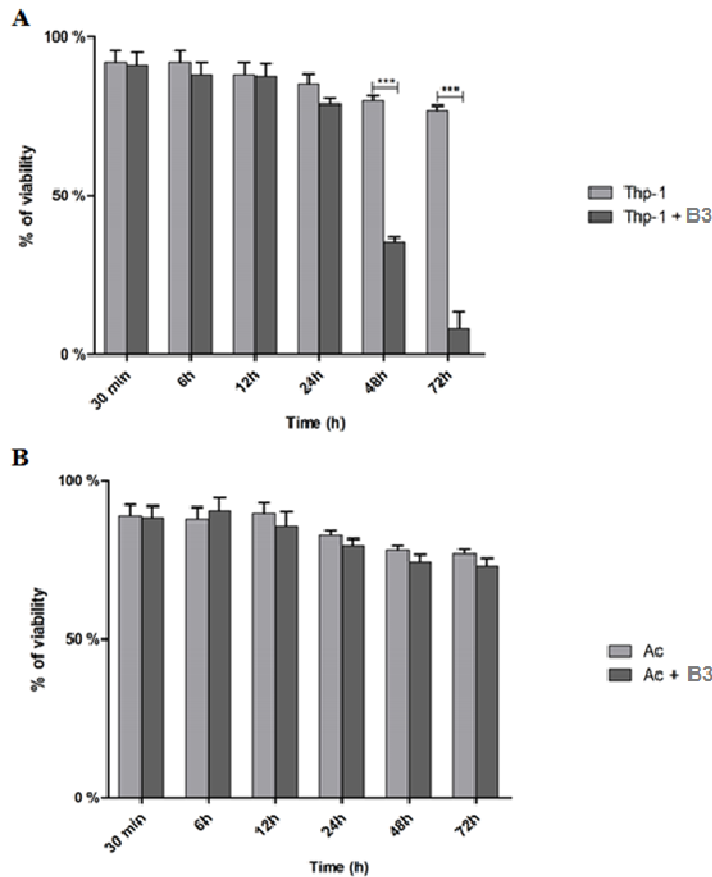 A
100 %
50 %
0 %
% of viability
***
***
30 min
6h
12h
24h
48h
72h
Time (h)
Thp-1
Thp-1 + B3
B
100 %
50 %
0 %
% of viability
30 min
6h
12h
24h
48h
72h
Time (h)
Ac
Ac + B3